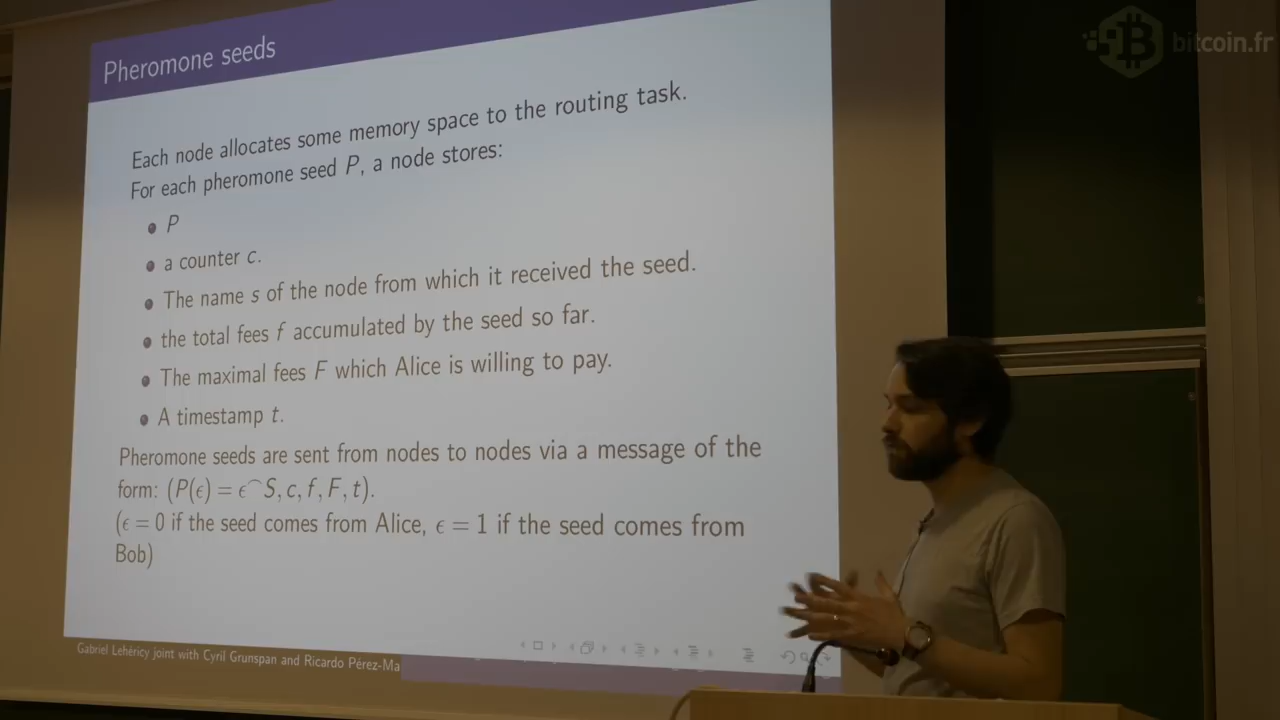 Pheromone seeds
bitcoin.fr
Each node allocates some memory space to the routing task.
For each pheromone seed P, a node stores:
P
a counter c.
The name s of the node from which it received the seed.
the total fees f accumulated by the seed so far.
The maximal fees F which Alice is willing to pay.
A timestamp t.
Pheromone seeds are sent from nodes to nodes via a message of the
form: (P(ϵ) = ϵ⌢S, c, f, F, t).
(ϵ = 0 if the seed comes from Alice, ϵ = 1 if the seed comes from
Bob)
Gabriel Lehéricy joint with Cyril Grunspan and Ricardo Pérez-Ma